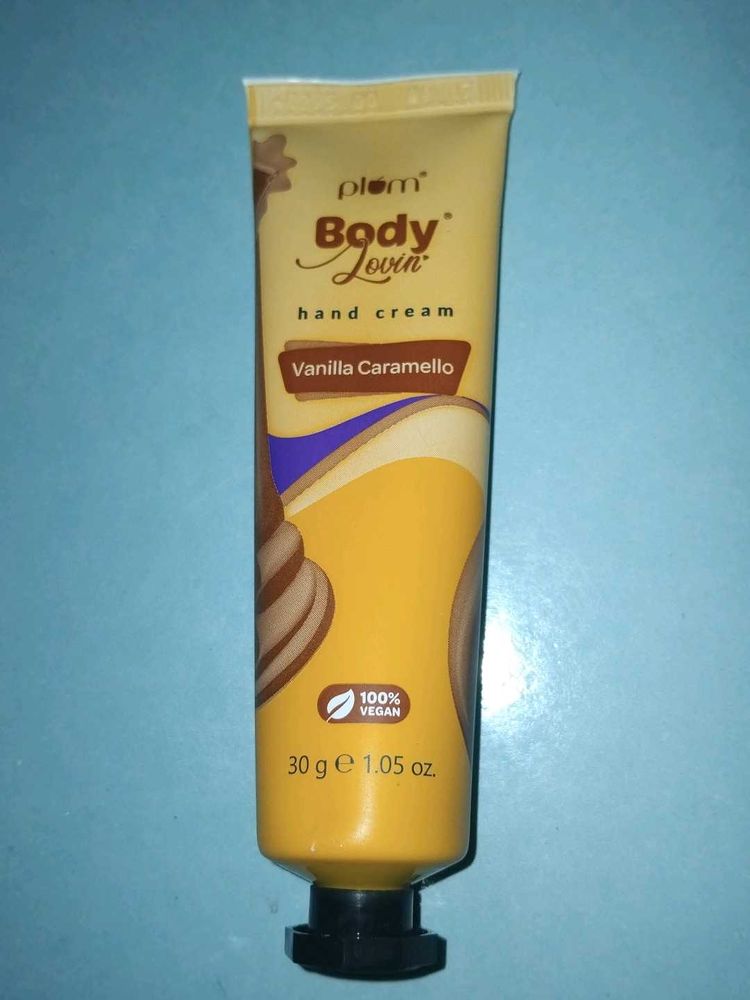 plum®
Body®
Lovin'
hand cream
Vanilla Caramello
100%
VEGAN
30 g ℮ 1.05 oz.